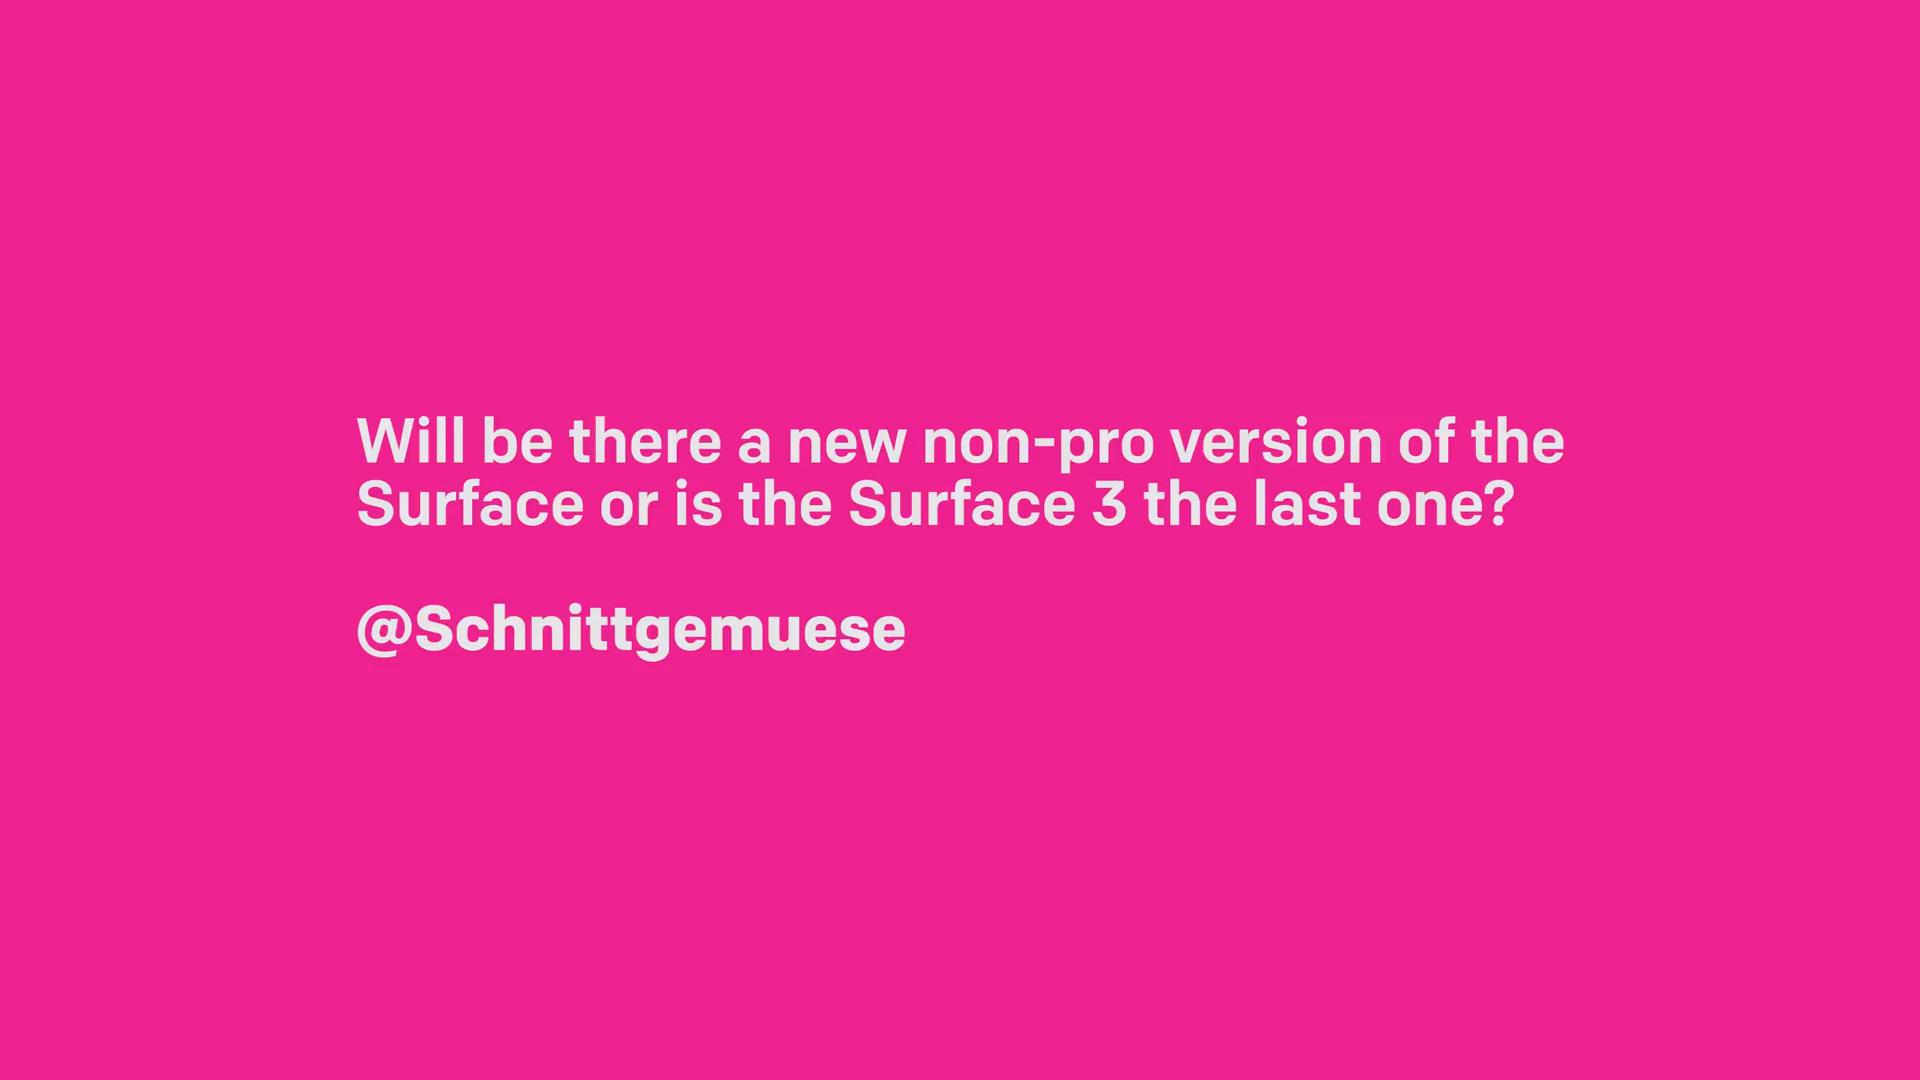 Will be there a new non-pro version of the
Surface or is the Surface 3 the last one?
@Schnittgemuese